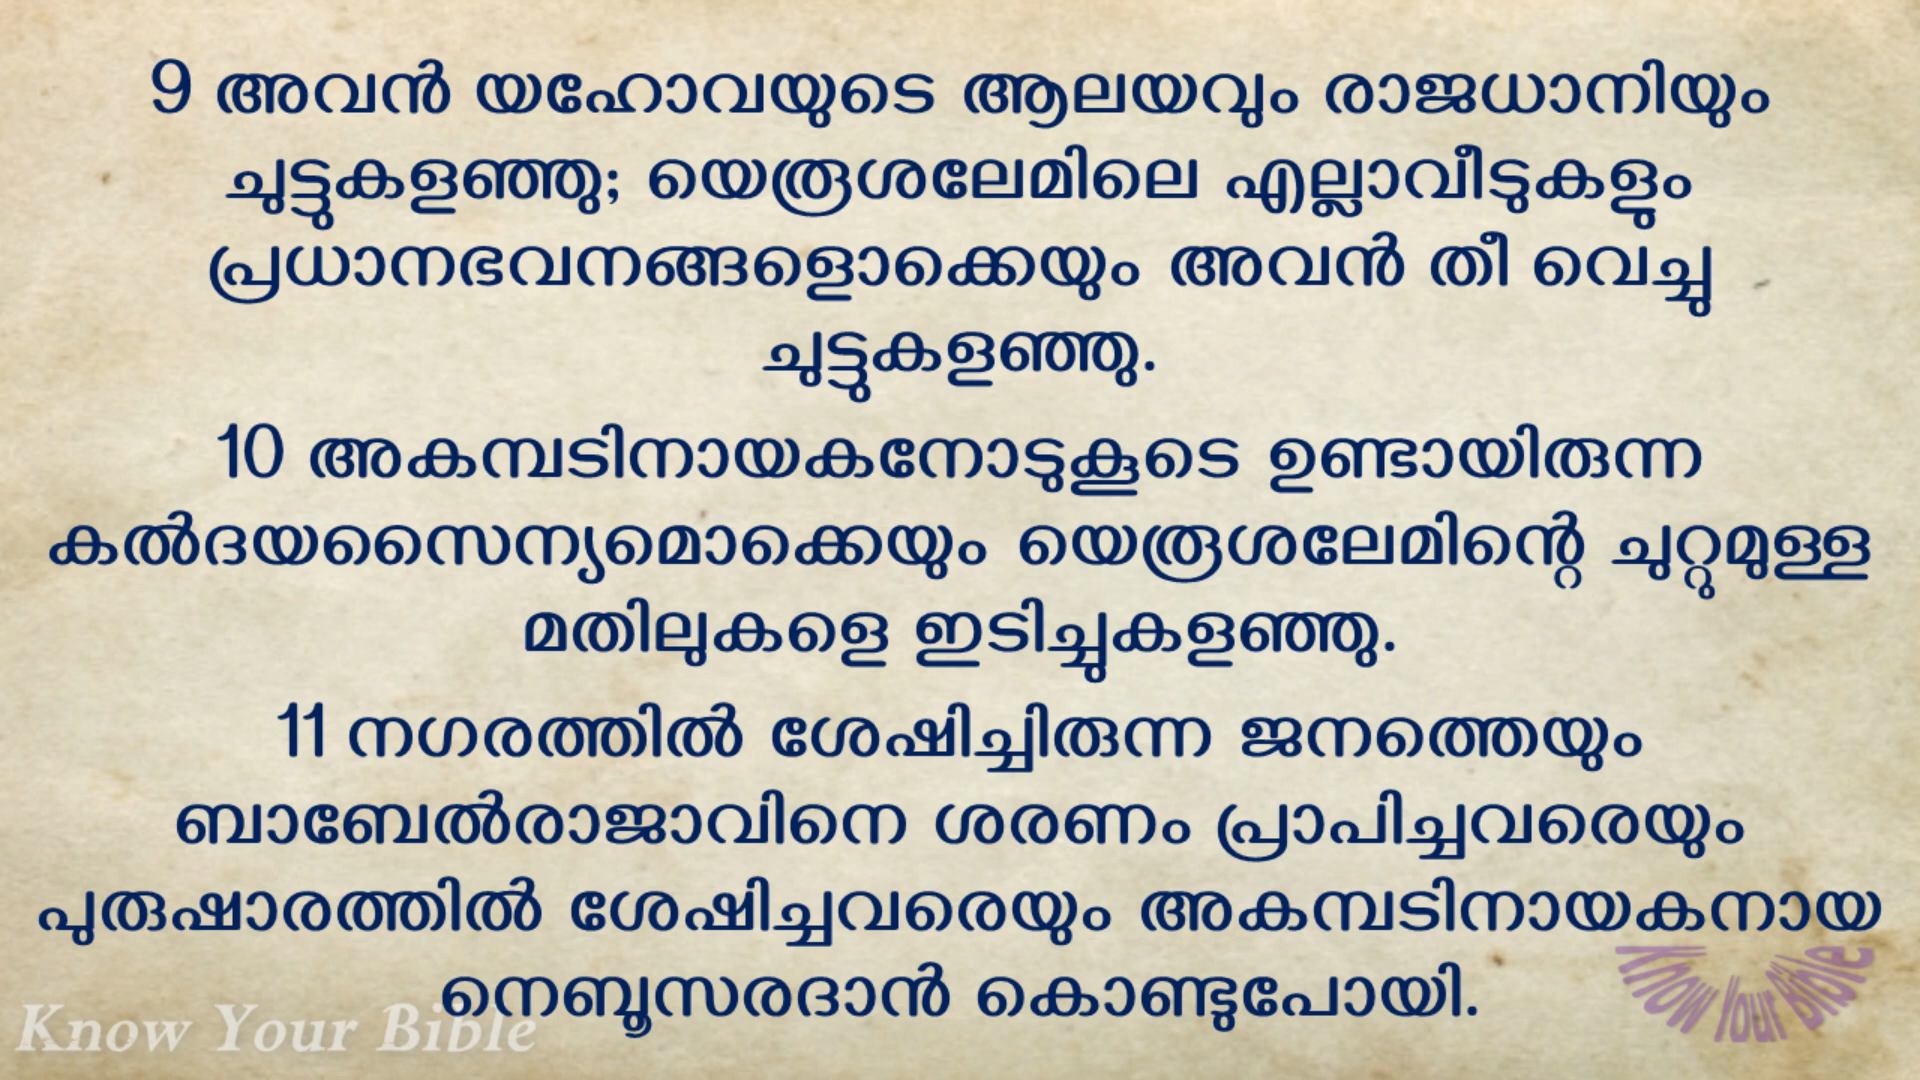 9 അവൻ യഹോവയുടെ ആലയവും രാജധാനിയും
ചുട്ടുകളഞ്ഞു; യെരൂശലേമിലെ എല്ലാവീടുകളും
പ്രധാനഭവനങ്ങളൊക്കെയും അവൻ തീ വെച്ചു
ചുട്ടുകളഞ്ഞു.
10 അകമ്പടിനായകനോടുകൂടെ ഉണ്ടായിരുന്ന
കൽദയസൈന്യമൊക്കെയും യെരൂശലേമിന്റെ ചുറ്റുമുള്ള
മതിലുകളെ ഇടിച്ചുകളഞ്ഞു.
11 നഗരത്തിൽ ശേഷിച്ചിരുന്ന ജനത്തെയും
ബാബേൽരാജാവിനെ ശരണം പ്രാപിച്ചവരെയും
പുരുഷാരത്തിൽ ശേഷിച്ചവരെയും അകമ്പടിനായകനായ
നെബൂസരദാൻ കൊണ്ടുപോയി.
Know Your Bible
Know Your Bible